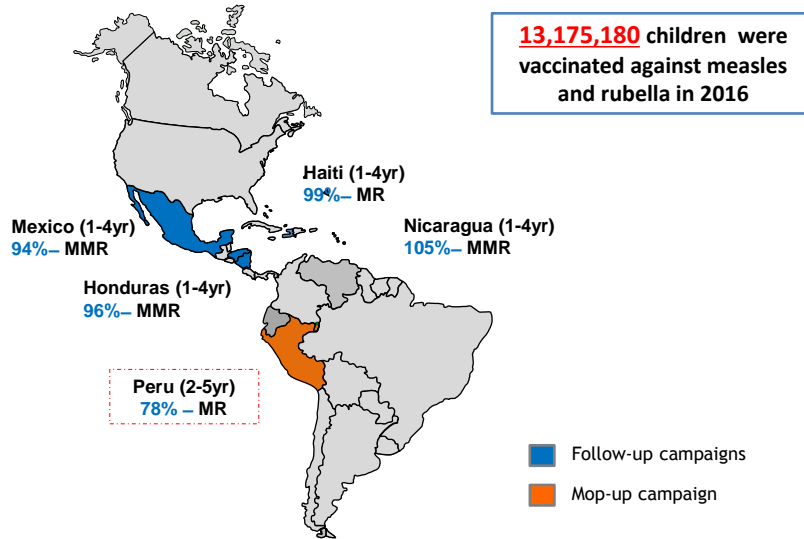 13,175,180 children were
vaccinated against measles
and rubella in 2016
Haiti (1-4yr)
99%– MR
Mexico (1-4yr)
94%– MMR
Nicaragua (1-4yr)
105%– MMR
Honduras (1-4yr)
96%– MMR
Peru (2-5yr)
78% – MR
Follow-up campaigns
Mop-up campaign